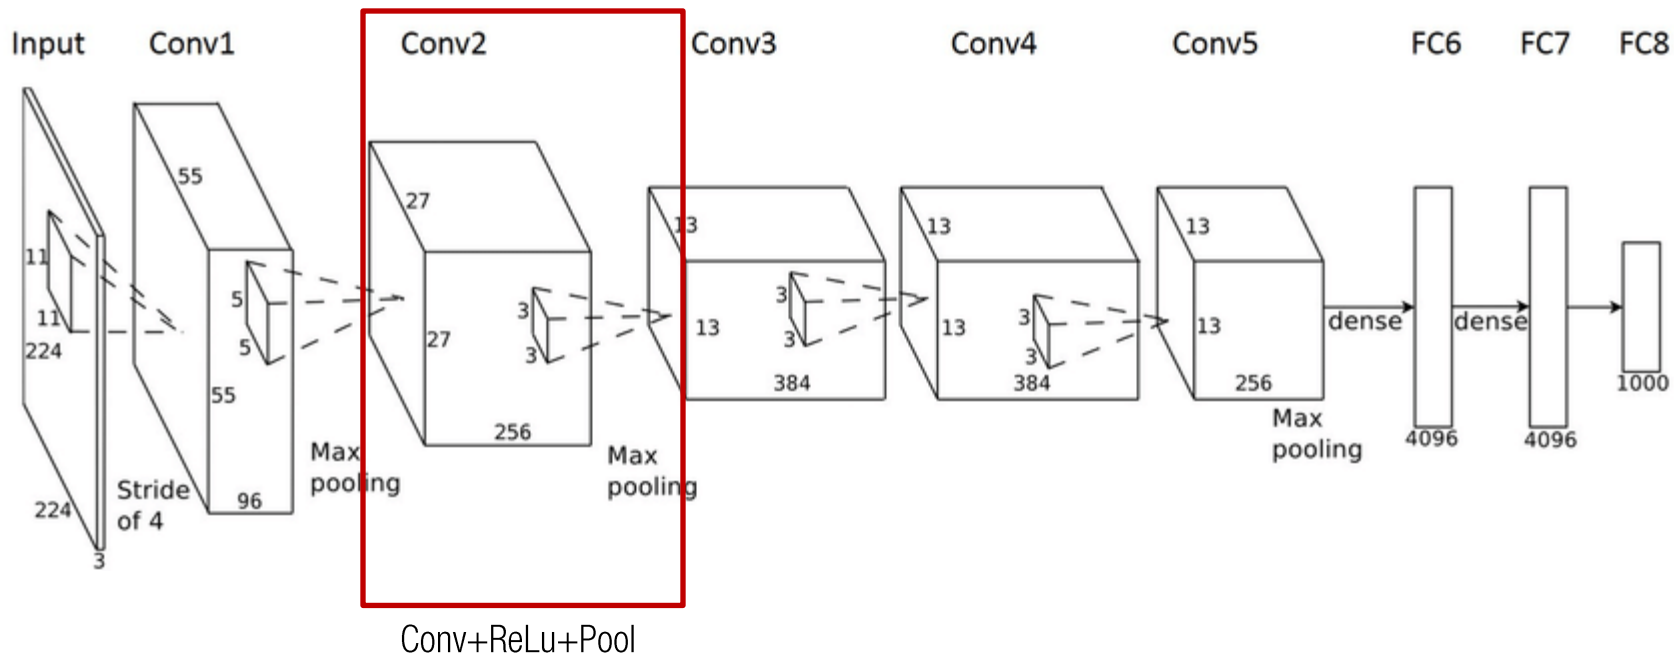 Input Conv1 Conv2 Conv3 Conv4 Conv5 FC6 FC7 FC8
11
11
224
224
3
Stride
of 4
55
55
96
5
5
Max
pooling
27
27
256
3
3
Max
pooling
13
13
384
3
3
13
13
384
3
3
13
13
256
Max
pooling
dense
4096
dense
4096
1000
Conv+ReLu+Pool